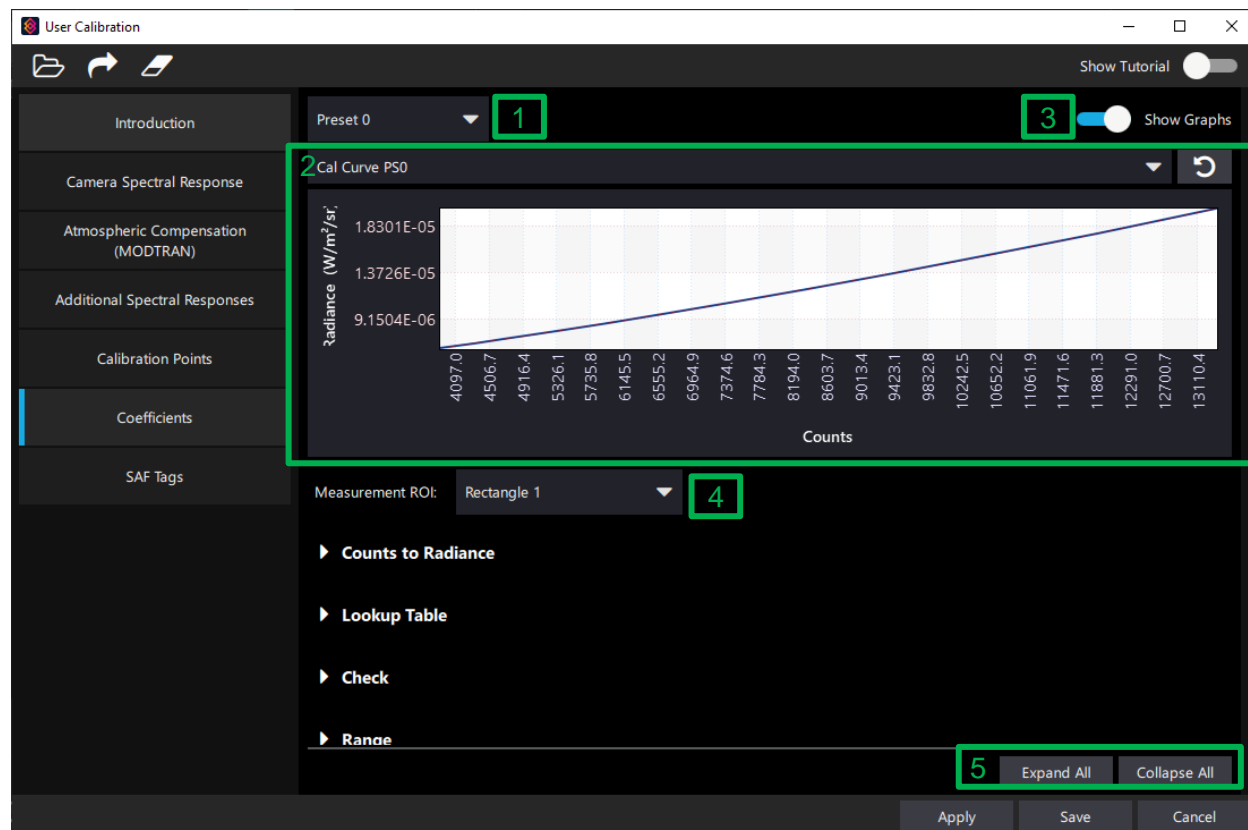 User Calibration
Show Tutorial
Introduction
Camera Spectral Response
Atmospheric Compensation
(MODTRAN)
Additional Spectral Responses
Calibration Points
Coefficients
SAF Tags
Preset 0
1
3
Show Graphs
2
Cal Curve PS0
Radiance (W/m²/sr)
1.8301E-05
1.3726E-05
9.1504E-06
4097.0
4506.7
4916.4
5326.1
5735.8
6145.5
6555.2
6964.9
7374.6
7784.3
8194.0
8603.7
9013.4
9423.1
9832.8
10242.5
10652.2
11061.9
11471.6
11881.3
12291.0
12700.7
13110.4
Counts
Measurement ROI:
Rectangle 1
4
Counts to Radiance
Lookup Table
Check
Range
5
Expand All
Collapse All
Apply
Save
Cancel